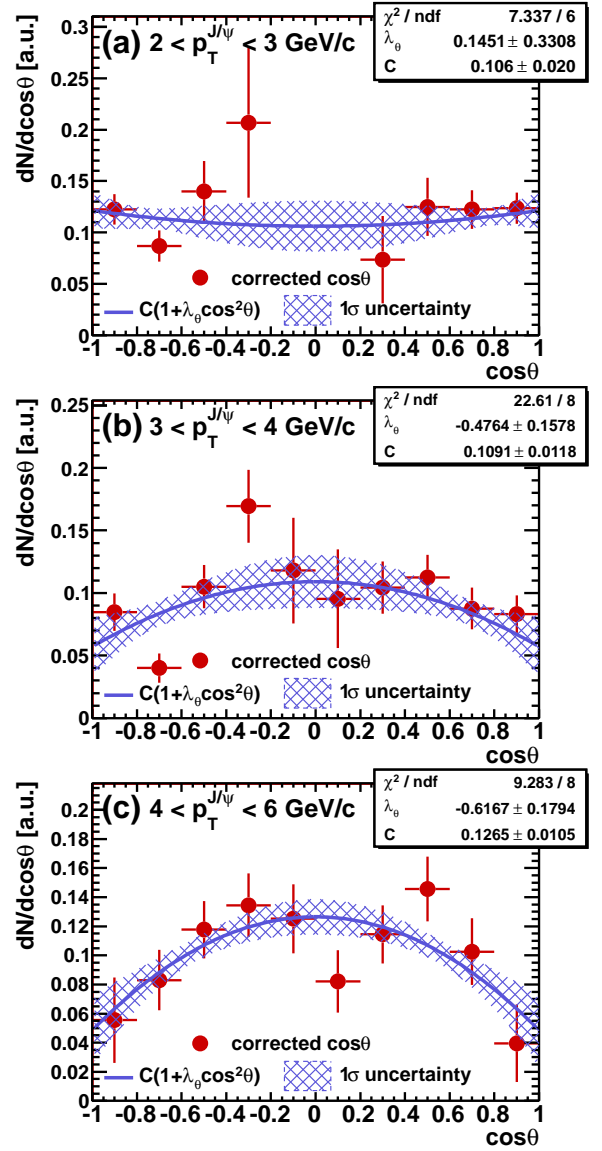 (a) 2 < p_T^{J/ψ} < 3 GeV/c
χ² / ndf 7.337 / 6
λ_θ 0.1451 ± 0.3308
C 0.106 ± 0.020
dN/dcosθ [a.u.]
0.3
0.25
0.2
0.15
0.1
0.05
0
corrected cosθ
C(1+λ_θcos²θ) 1σ uncertainty
-1 -0.8 -0.6 -0.4 -0.2 0 0.2 0.4 0.6 0.8 1
cosθ
(b) 3 < p_T^{J/ψ} < 4 GeV/c
χ² / ndf 22.61 / 8
λ_θ -0.4764 ± 0.1578
C 0.1091 ± 0.0118
dN/dcosθ [a.u.]
0.25
0.2
0.15
0.1
0.05
0
corrected cosθ
C(1+λ_θcos²θ) 1σ uncertainty
-1 -0.8 -0.6 -0.4 -0.2 0 0.2 0.4 0.6 0.8 1
cosθ
(c) 4 < p_T^{J/ψ} < 6 GeV/c
χ² / ndf 9.283 / 8
λ_θ -0.6167 ± 0.1794
C 0.1265 ± 0.0105
dN/dcosθ [a.u.]
0.2
0.18
0.16
0.14
0.12
0.1
0.08
0.06
0.04
0.02
0
corrected cosθ
C(1+λ_θcos²θ) 1σ uncertainty
-1 -0.8 -0.6 -0.4 -0.2 0 0.2 0.4 0.6 0.8 1
cosθ